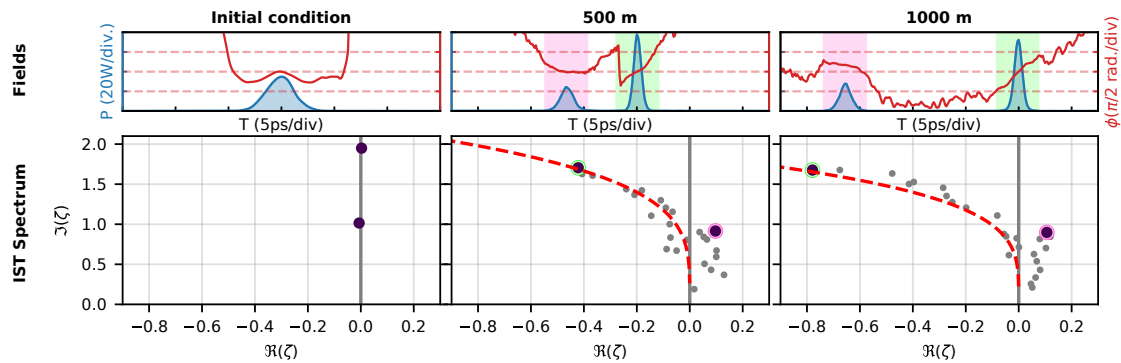 Initial condition
500 m
1000 m
Fields
P (20W/div.)
ϕ(π/2 rad./div)
T (5ps/div)
T (5ps/div)
T (5ps/div)
IST Spectrum
ℑ(ζ)
2.0
1.5
1.0
0.5
0.0
−0.8 −0.6 −0.4 −0.2 0.0 0.2
−0.8 −0.6 −0.4 −0.2 0.0 0.2
−0.8 −0.6 −0.4 −0.2 0.0 0.2
ℜ(ζ)
ℜ(ζ)
ℜ(ζ)